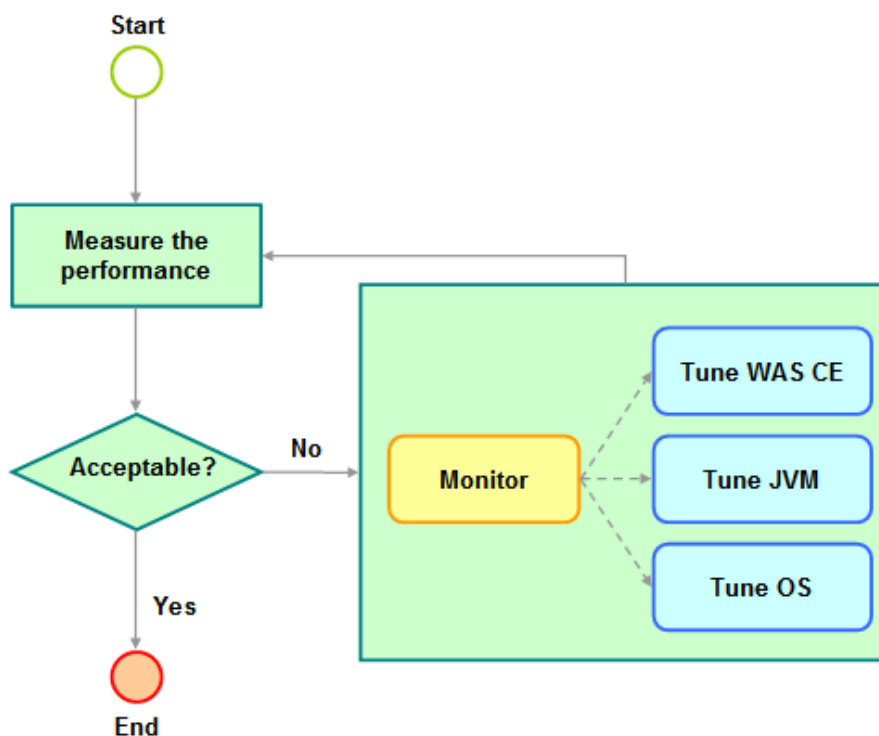 Start
Measure the
performance
Acceptable?
No
Yes
End
Monitor
Tune WAS CE
Tune JVM
Tune OS